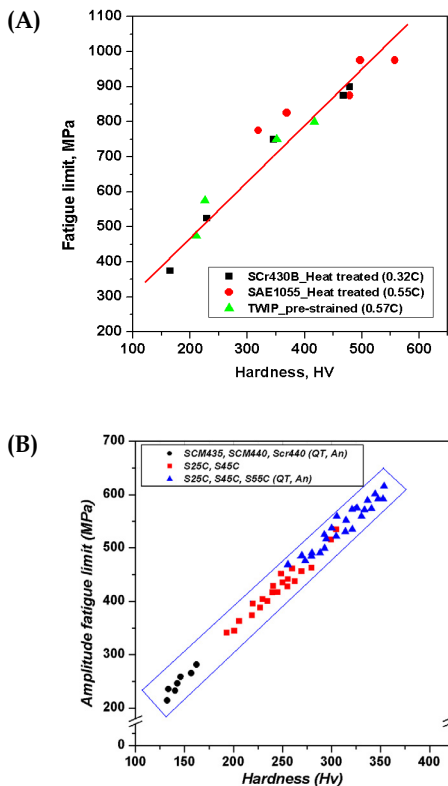 (A)
1100
1000
900
800
700
600
500
400
300
200
Fatigue limit, MPa
SCr430B_Heat treated (0.32C)
SAE1055_Heat treated (0.55C)
TWIP_pre-strained (0.57C)
100 200 300 400 500 600
Hardness, HV
(B)
800
700
600
500
400
300
200
0
Amplitude fatigue limit (MPa)
SCM435, SCM440, Scr440 (QT, An)
S25C, S45C
S25C, S45C, S55C (QT, An)
100 150 200 250 300 350 400
Hardness (Hv)